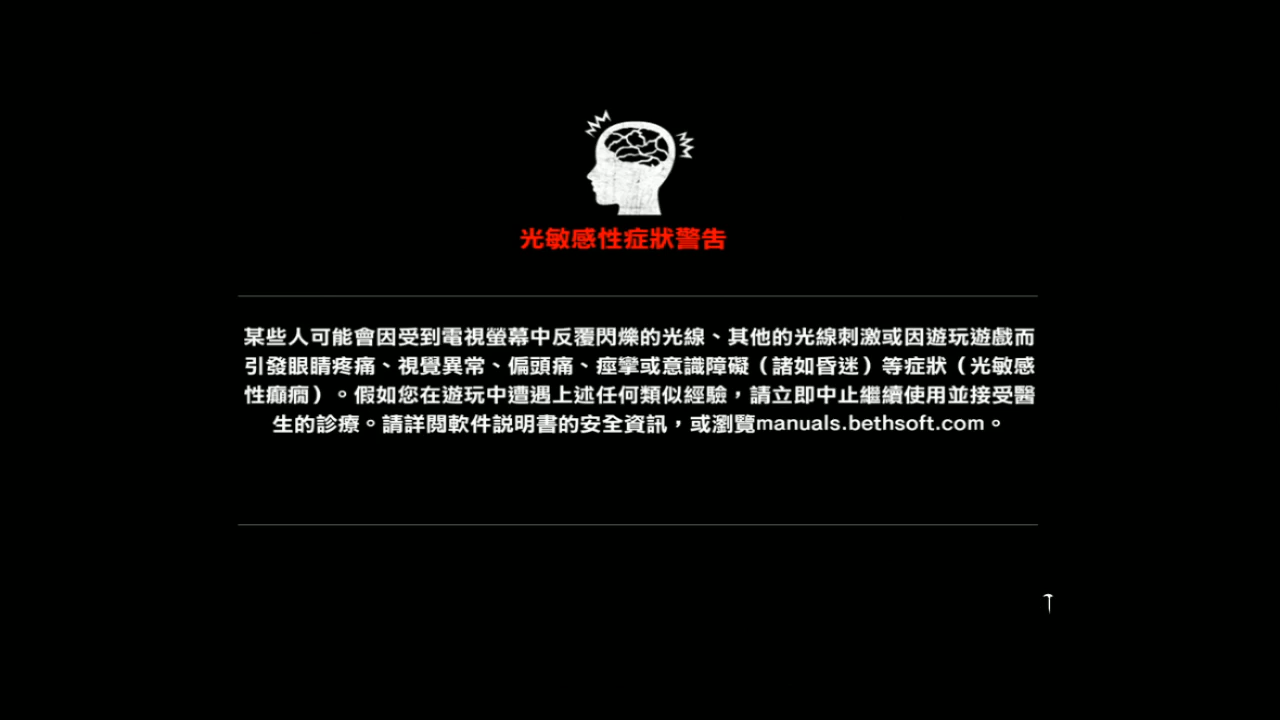 光敏感性症狀警告
某些人可能會因受到電視螢幕中反覆閃爍的光線、其他的光線刺激或因遊玩遊戲而
引發眼睛疼痛、視覺異常、偏頭痛、痙攣或意識障礙（諸如昏迷）等症狀（光敏感
性癲癇）。假如您在遊玩中遭遇上述任何類似經驗，請立即中止繼續使用並接受醫
生的診療。請詳閱軟件説明書的安全資訊，或瀏覽manuals.bethsoft.com。